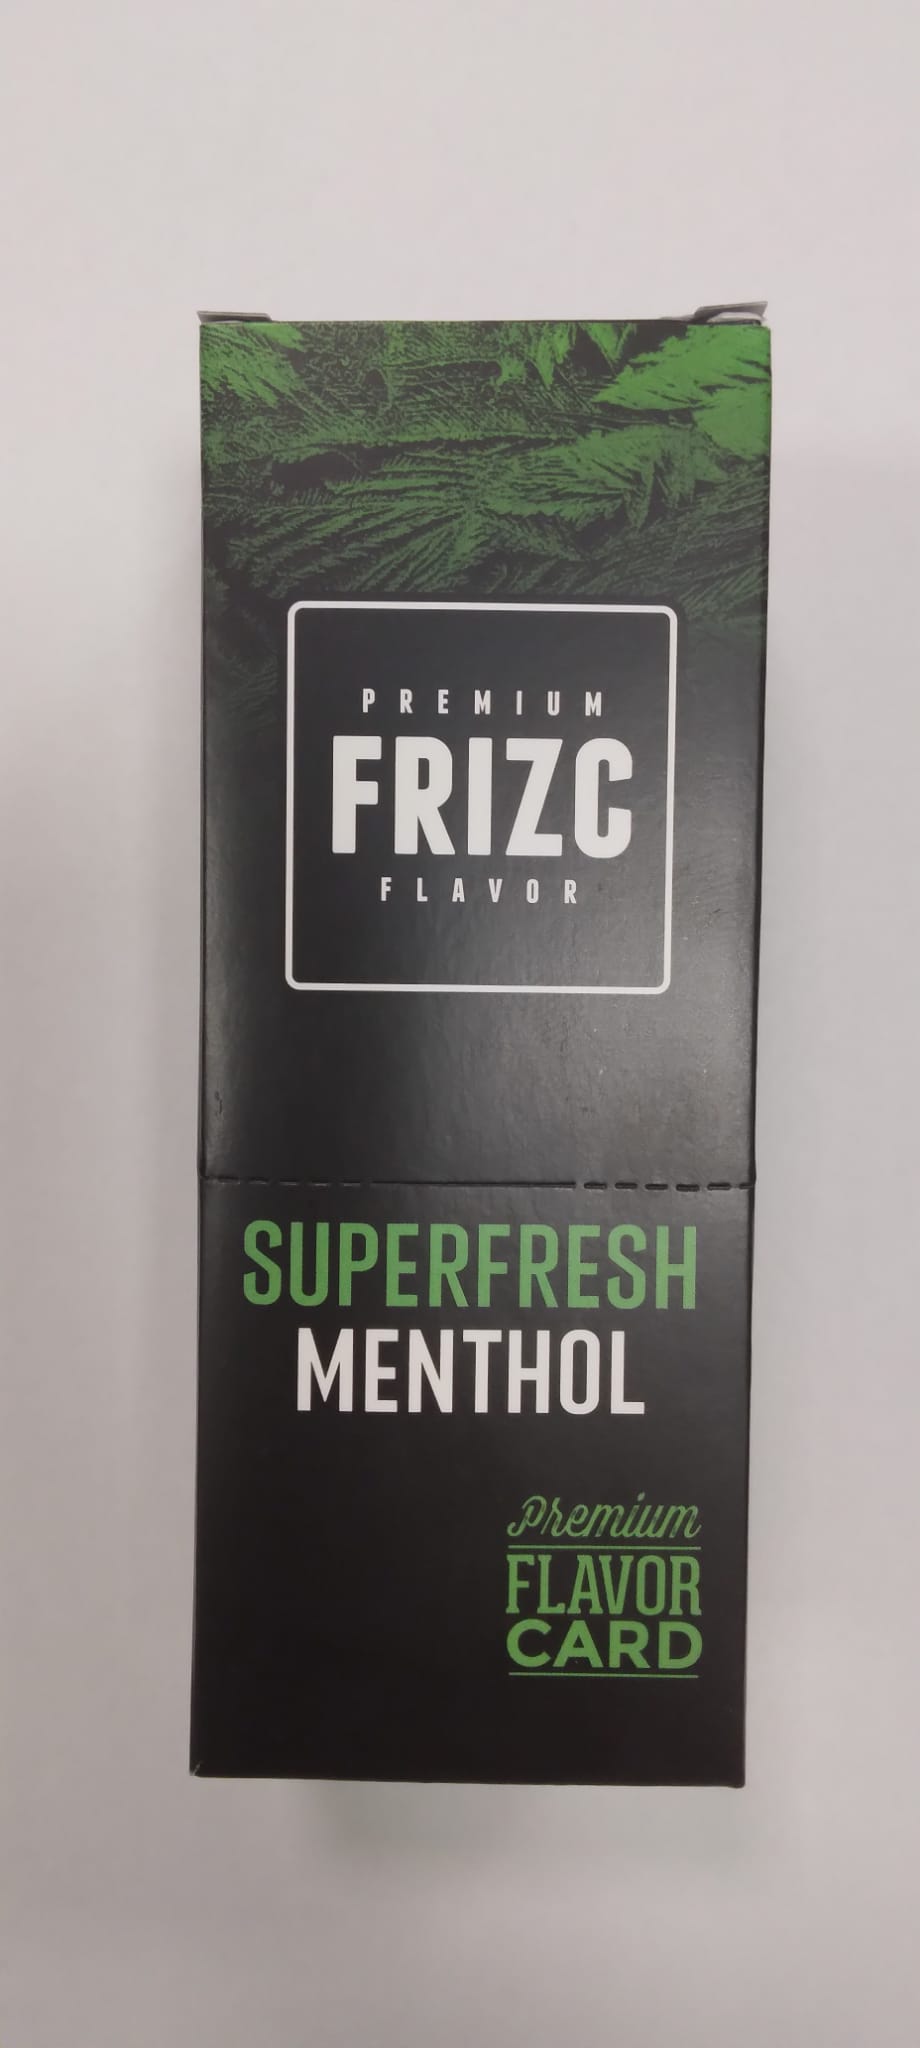 PREMIUM
FRIZC
FLAVOR
SUPERFRESH
MENTHOL
Premium
FLAVOR
CARD